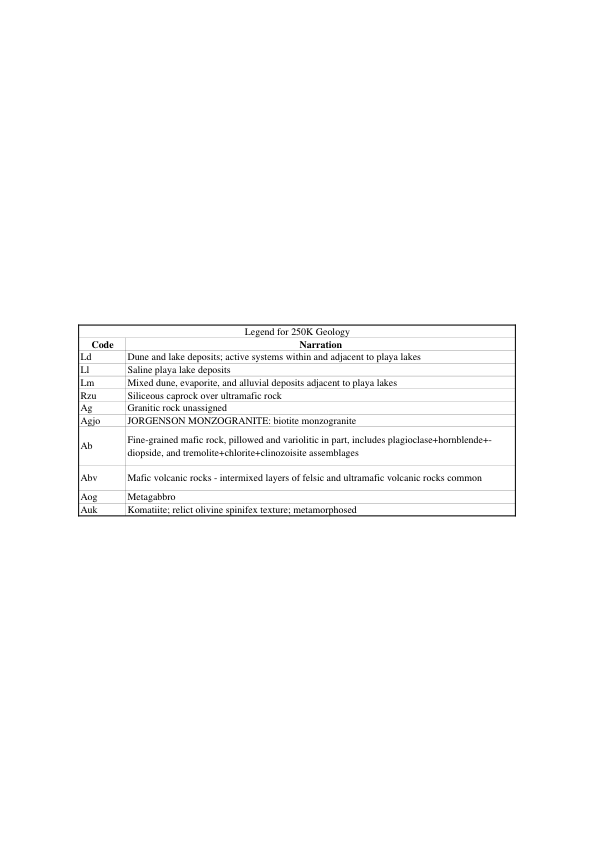 Legend for 250K Geology
Code Narration
Ld Dune and lake deposits; active systems within and adjacent to playa lakes
Ll Saline playa lake deposits
Lm Mixed dune, evaporite, and alluvial deposits adjacent to playa lakes
Rzu Siliceous caprock over ultramafic rock
Ag Granitic rock unassigned
Agjo JORGENSON MONZOGRANITE: biotite monzogranite
Ab Fine-grained mafic rock, pillowed and variolitic in part, includes plagioclase+hornblende+-
diopside, and tremolite+chlorite+clinozoisite assemblages
Abv Mafic volcanic rocks - intermixed layers of felsic and ultramafic volcanic rocks common
Aog Metagabbro
Auk Komatiite; relict olivine spinifex texture; metamorphosed